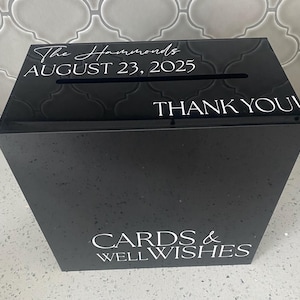 The Hammonds
AUGUST 23, 2025
THANK YOU!
CARDS &
WELL WISHES